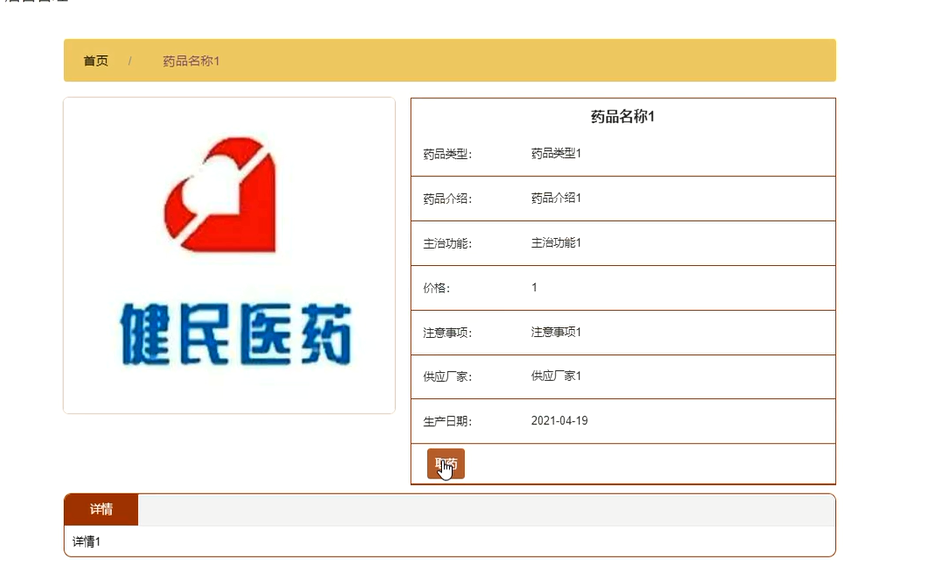 首页 / 药品名称1
健民医药
药品名称1
药品类型: 药品类型1
药品介绍: 药品介绍1
主治功能: 主治功能1
价格: 1
注意事项: 注意事项1
供应厂家: 供应厂家1
生产日期: 2021-04-19
详情
详情1